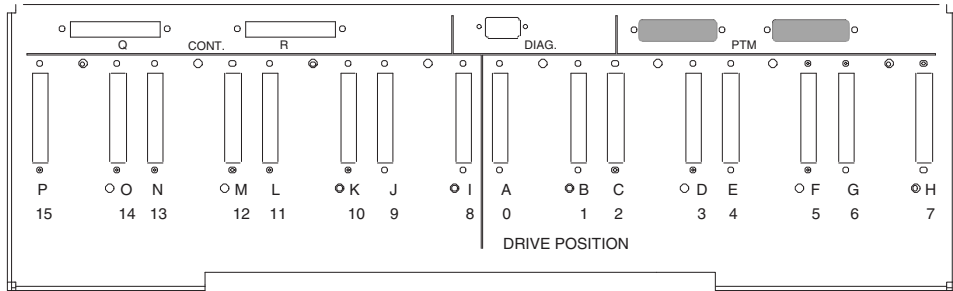 Q CONT. R DIAG. PTM
P O N M L K J I A B C D E F G H
15 14 13 12 11 10 9 8 0 1 2 3 4 5 6 7
DRIVE POSITION